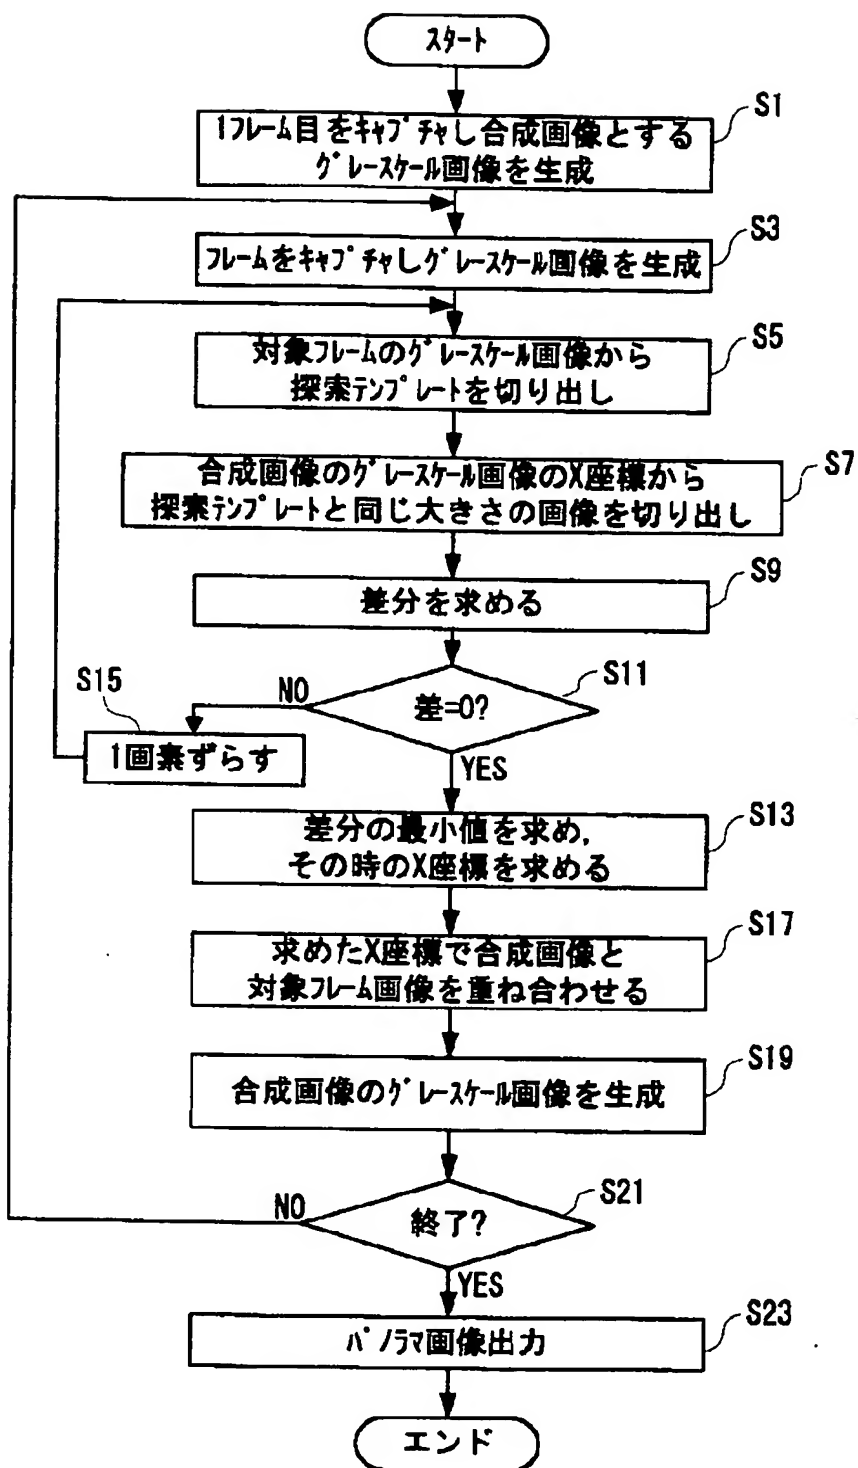 スタート
S1
1フレーム目をキャプチャし合成画像とする
グレースケール画像を生成
S3
フレームをキャプチャしグレースケール画像を生成
S5
対象フレームのグレースケール画像から
探索テンプレートを切り出し
S7
合成画像のグレースケール画像のX座標から
探索テンプレートと同じ大きさの画像を切り出し
S9
差分を求める
S11
差=0?
NO
S15
1画素ずらす
YES
S13
差分の最小値を求め,
その時のX座標を求める
S17
求めたX座標で合成画像と
対象フレーム画像を重ね合わせる
S19
合成画像のグレースケール画像を生成
S21
NO
終了?
YES
S23
パノラマ画像出力
エンド